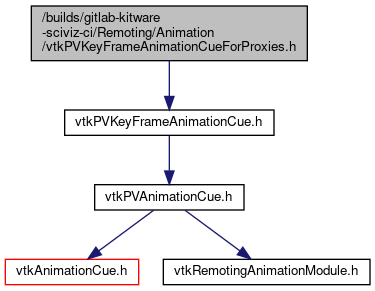 /builds/gitlab-kitware
-sciviz-ci/Remoting/Animation
/vtkPVKeyFrameAnimationCueForProxies.h
vtkPVKeyFrameAnimationCue.h
vtkPVAnimationCue.h
vtkAnimationCue.h
vtkRemotingAnimationModule.h